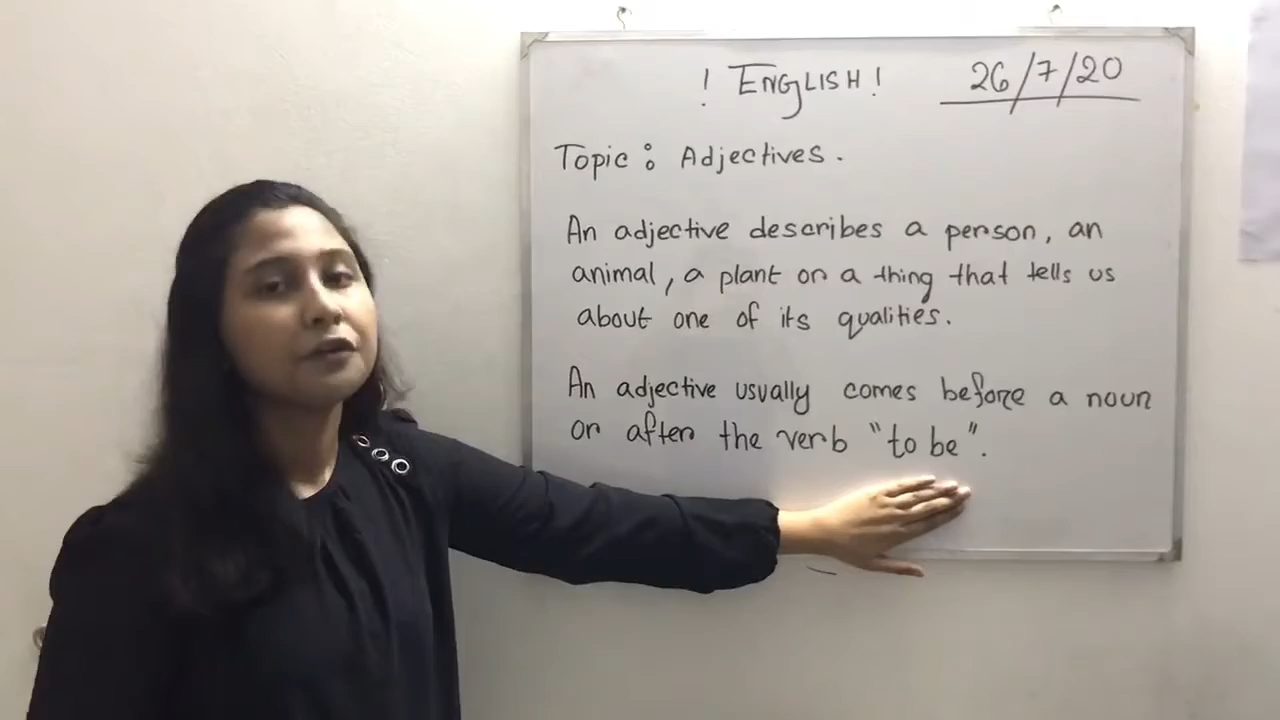 ! ENGLISH! 26/7/20
Topic: Adjectives.
An adjective describes a person, an
animal, a plant or a thing that tells us
about one of its qualities.
An adjective usually comes before a noun
or after the verb "to be".